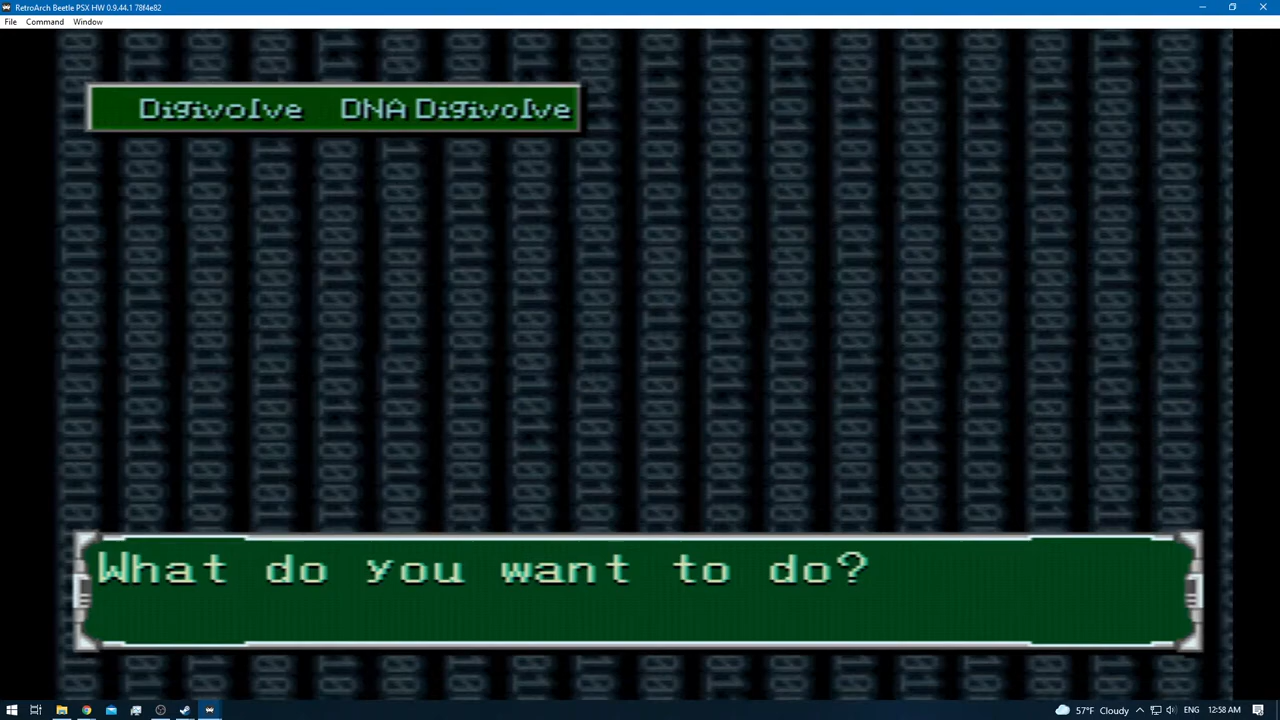 RetroArch Beetle PSX HW 0.9.44.1 78f4e82
File Command Window
Digivolve DNA Digivolve
What do you want to do?
57°F Cloudy ENG 12:58 AM